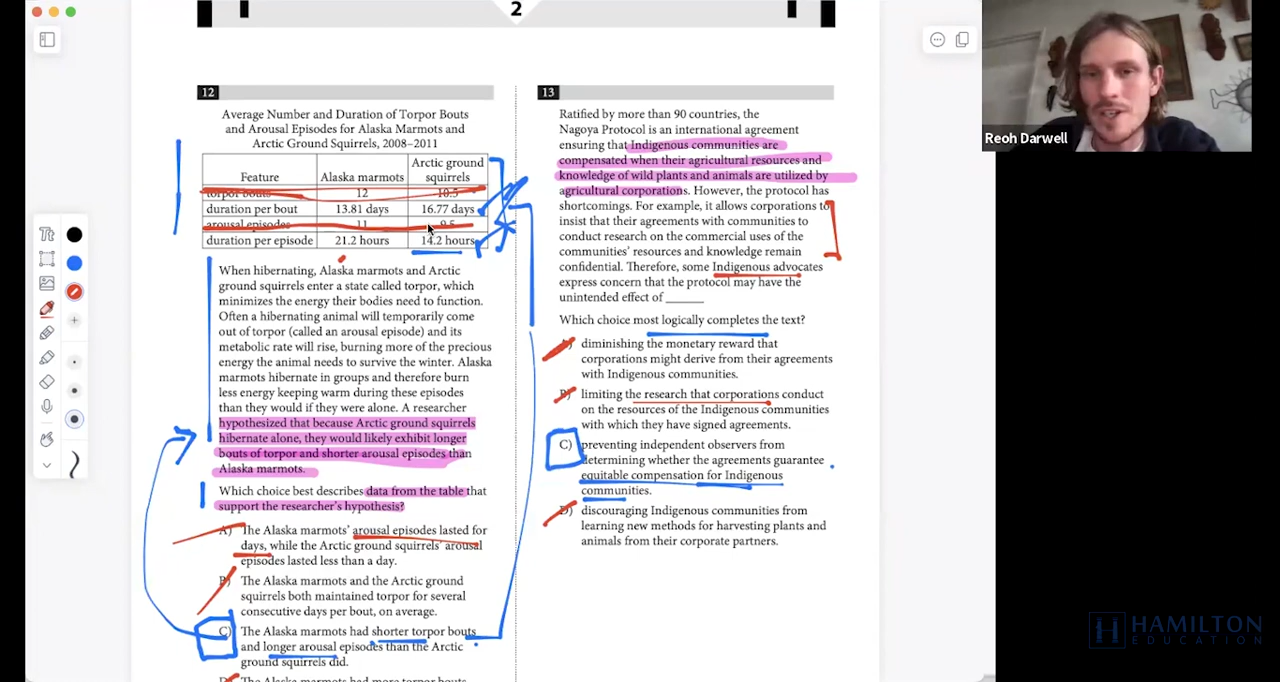 2
12
Average Number and Duration of Torpor Bouts
and Arousal Episodes for Alaska Marmots and
Arctic Ground Squirrels, 2008–2011
Feature Alaska marmots Arctic ground squirrels
torpor bouts 12 10.5
duration per bout 13.81 days 16.77 days
arousal episodes 11 9.5
duration per episode 21.2 hours 14.2 hours
When hibernating, Alaska marmots and Arctic
ground squirrels enter a state called torpor, which
minimizes the energy their bodies need to function.
Often a hibernating animal will temporarily come
out of torpor (called an arousal episode) and its
metabolic rate will rise, burning more of the precious
energy the animal needs to survive the winter. Alaska
marmots hibernate in groups and therefore burn
less energy keeping warm during these episodes
than they would if they were alone. A researcher
hypothesized that because Arctic ground squirrels
hibernate alone, they would likely exhibit longer
bouts of torpor and shorter arousal episodes than
Alaska marmots.
Which choice best describes data from the table that
support the researcher's hypothesis?
A) The Alaska marmots' arousal episodes lasted for
days, while the Arctic ground squirrels' arousal
episodes lasted less than a day.
B) The Alaska marmots and the Arctic ground
squirrels both maintained torpor for several
consecutive days per bout, on average.
C) The Alaska marmots had shorter torpor bouts
and longer arousal episodes than the Arctic
ground squirrels did.
D) The Alaska marmots had more torpor bouts
13
Ratified by more than 90 countries, the
Nagoya Protocol is an international agreement
ensuring that Indigenous communities are
compensated when their agricultural resources and
knowledge of wild plants and animals are utilized by
agricultural corporations. However, the protocol has
shortcomings. For example, it allows corporations to
insist that their agreements with communities to
conduct research on the commercial uses of the
communities' resources and knowledge remain
confidential. Therefore, some Indigenous advocates
express concern that the protocol may have the
unintended effect of ______
Which choice most logically completes the text?
A) diminishing the monetary reward that
corporations might derive from their agreements
with Indigenous communities.
B) limiting the research that corporations conduct
on the resources of the Indigenous communities
with which they have signed agreements.
C) preventing independent observers from
determining whether the agreements guarantee
equitable compensation for Indigenous
communities.
D) discouraging Indigenous communities from
learning new methods for harvesting plants and
animals from their corporate partners.
Tt
Reoh Darwell
HAMILTON
EDUCATION